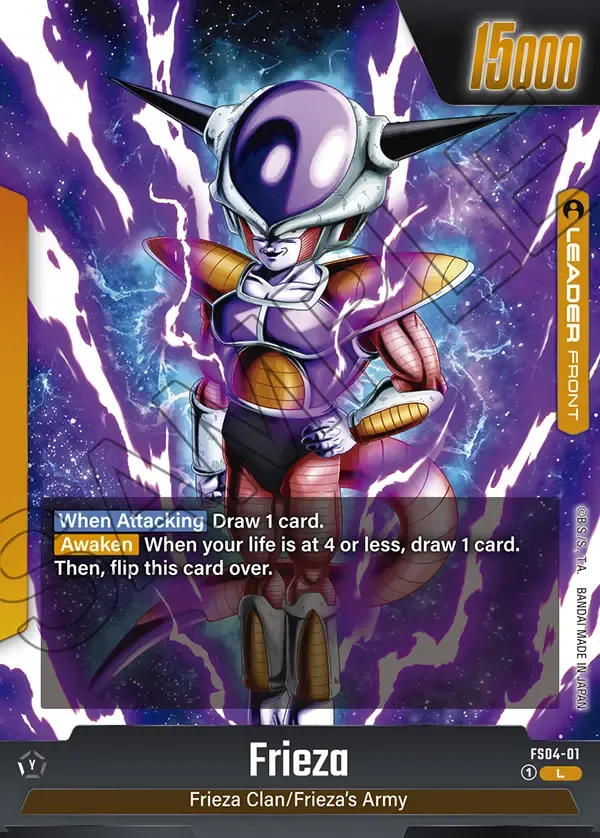 15000
LEADER FRONT
When Attacking Draw 1 card.
Awaken When your life is at 4 or less, draw 1 card.
Then, flip this card over.
©B.S./S., T.A. BANDAI MADE IN JAPAN
SAMPLE
Frieza
FS04-01
Y
1 L
Frieza Clan/Frieza's Army